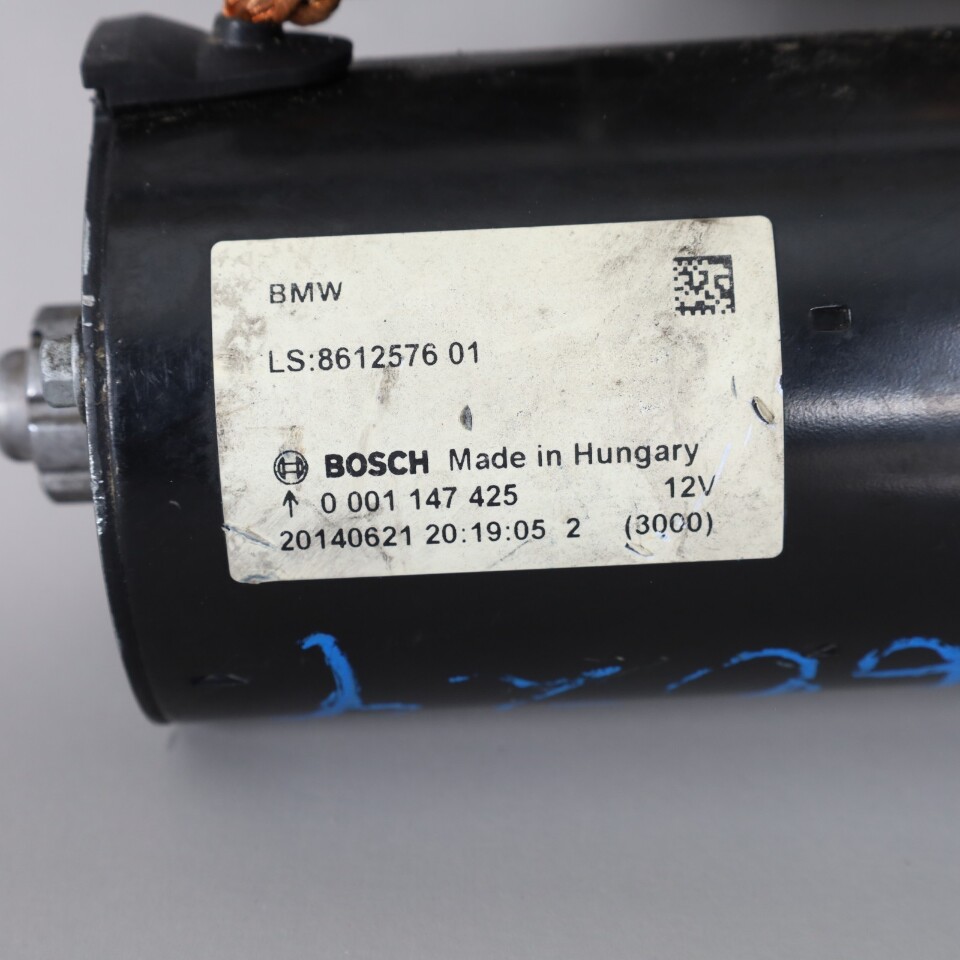 BMW
LS:8612576 01
BOSCH Made in Hungary
↑ 0 001 147 425 12V
20140621 20:19:05 2 (3000)